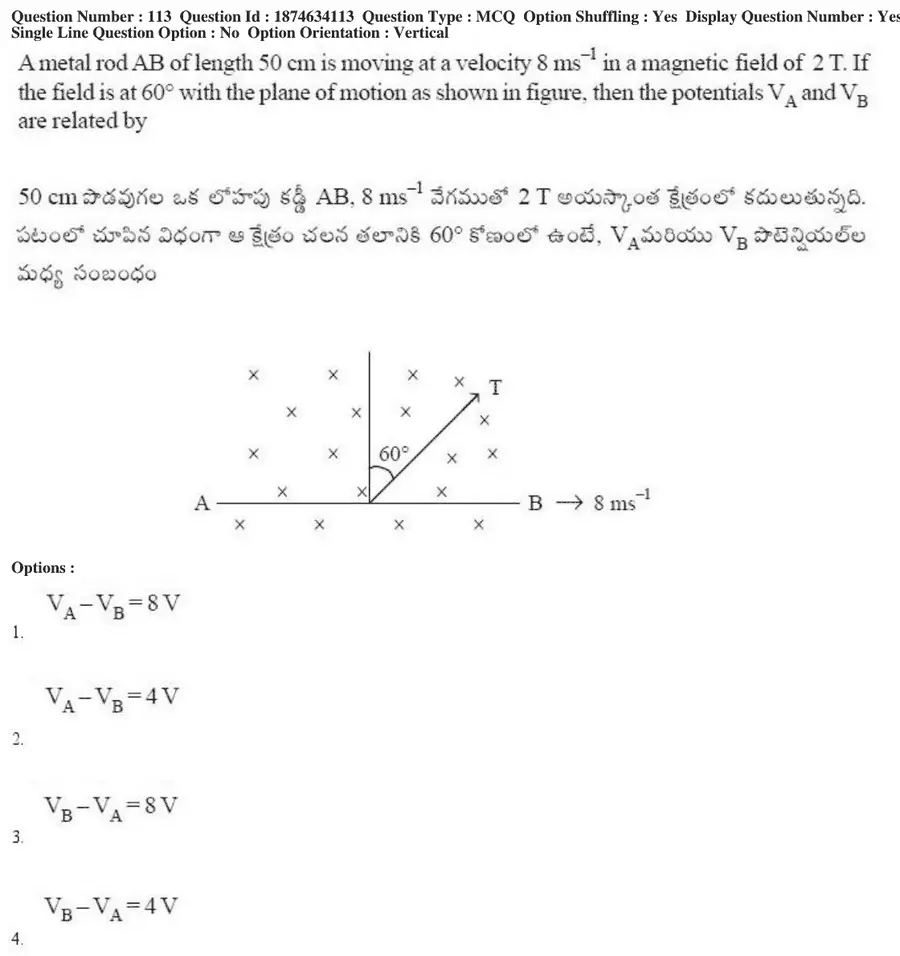 Question Number : 113 Question Id : 1874634113 Question Type : MCQ Option Shuffling : Yes Display Question Number : Yes
Single Line Question Option : No Option Orientation : Vertical
A metal rod AB of length 50 cm is moving at a velocity 8 ms⁻¹ in a magnetic field of 2 T. If
the field is at 60° with the plane of motion as shown in figure, then the potentials V_A and V_B
are related by
50 cm పొడవుగల ఒక లోహపు కడ్డీ AB, 8 ms⁻¹ వేగముతో 2 T అయస్కాంత క్షేత్రంలో కదులుతున్నది.
పటంలో చూపిన విధంగా ఆ క్షేత్రం చలన తలానికి 60° కోణంలో ఉంటే, V_A మరియు V_B పొటెన్షియల్‌ల
మధ్య సంబంధం
T
60°
A B → 8 ms⁻¹
Options :
V_A – V_B = 8 V
1.
V_A – V_B = 4 V
2.
V_B – V_A = 8 V
3.
V_B – V_A = 4 V
4.